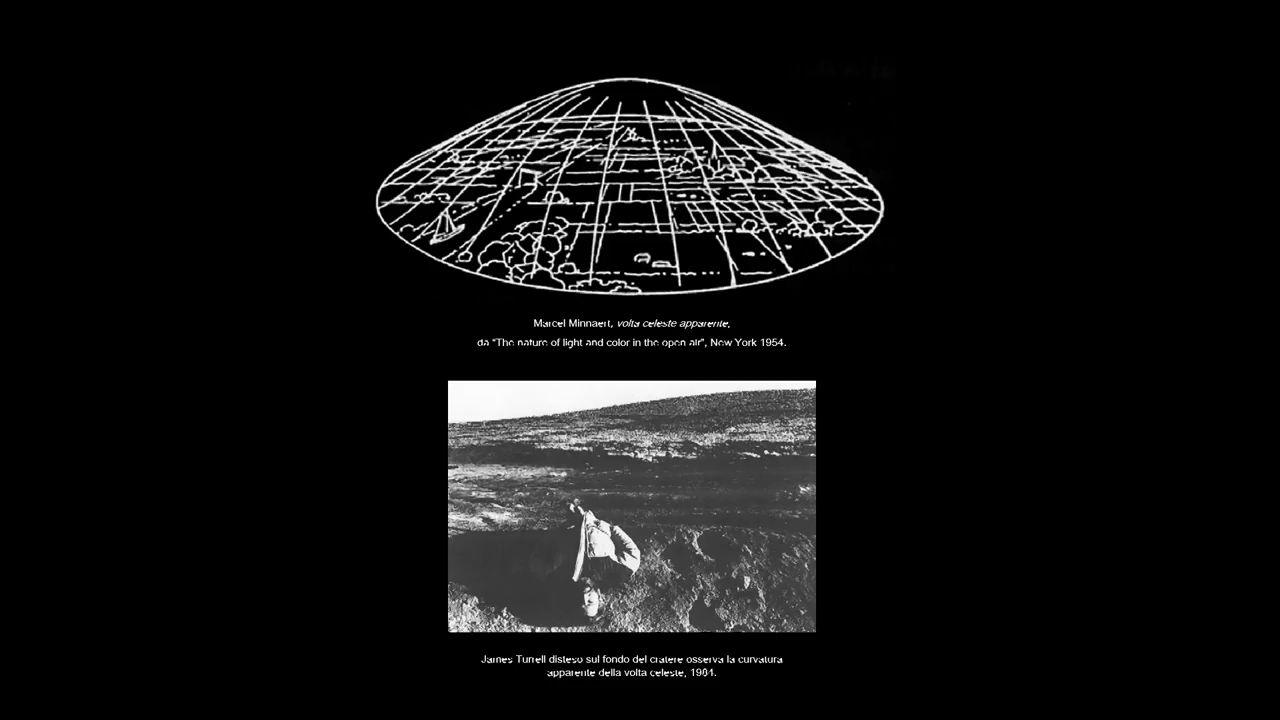 Marcel Minnaert, volta celeste apparente,
da "The nature of light and color in the open air", New York 1954.
James Turrell disteso sul fondo del cratere osserva la curvatura
apparente della volta celeste, 1984.